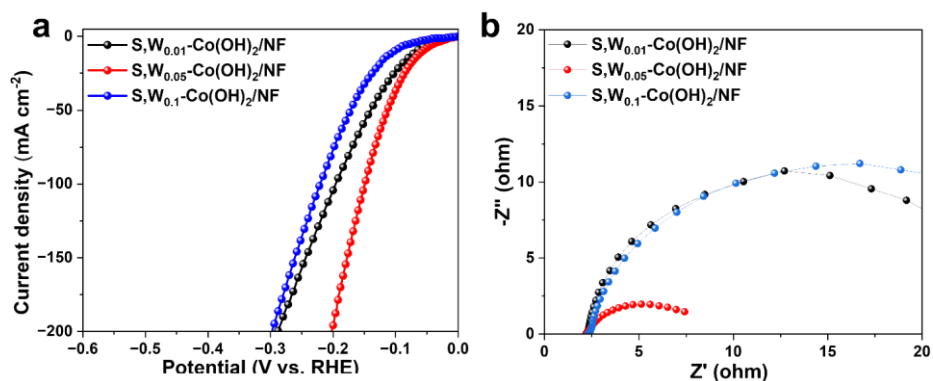 a
S,W0.01-Co(OH)2/NF
S,W0.05-Co(OH)2/NF
S,W0.1-Co(OH)2/NF
0
−50
−100
−150
−200
−0.6
−0.5
−0.4
−0.3
−0.2
−0.1
0.0
Current density (mA cm-2)
Potential (V vs. RHE)
b
S,W0.01-Co(OH)2/NF
S,W0.05-Co(OH)2/NF
S,W0.1-Co(OH)2/NF
20
15
10
5
0
0
5
10
15
20
-Z'' (ohm)
Z' (ohm)